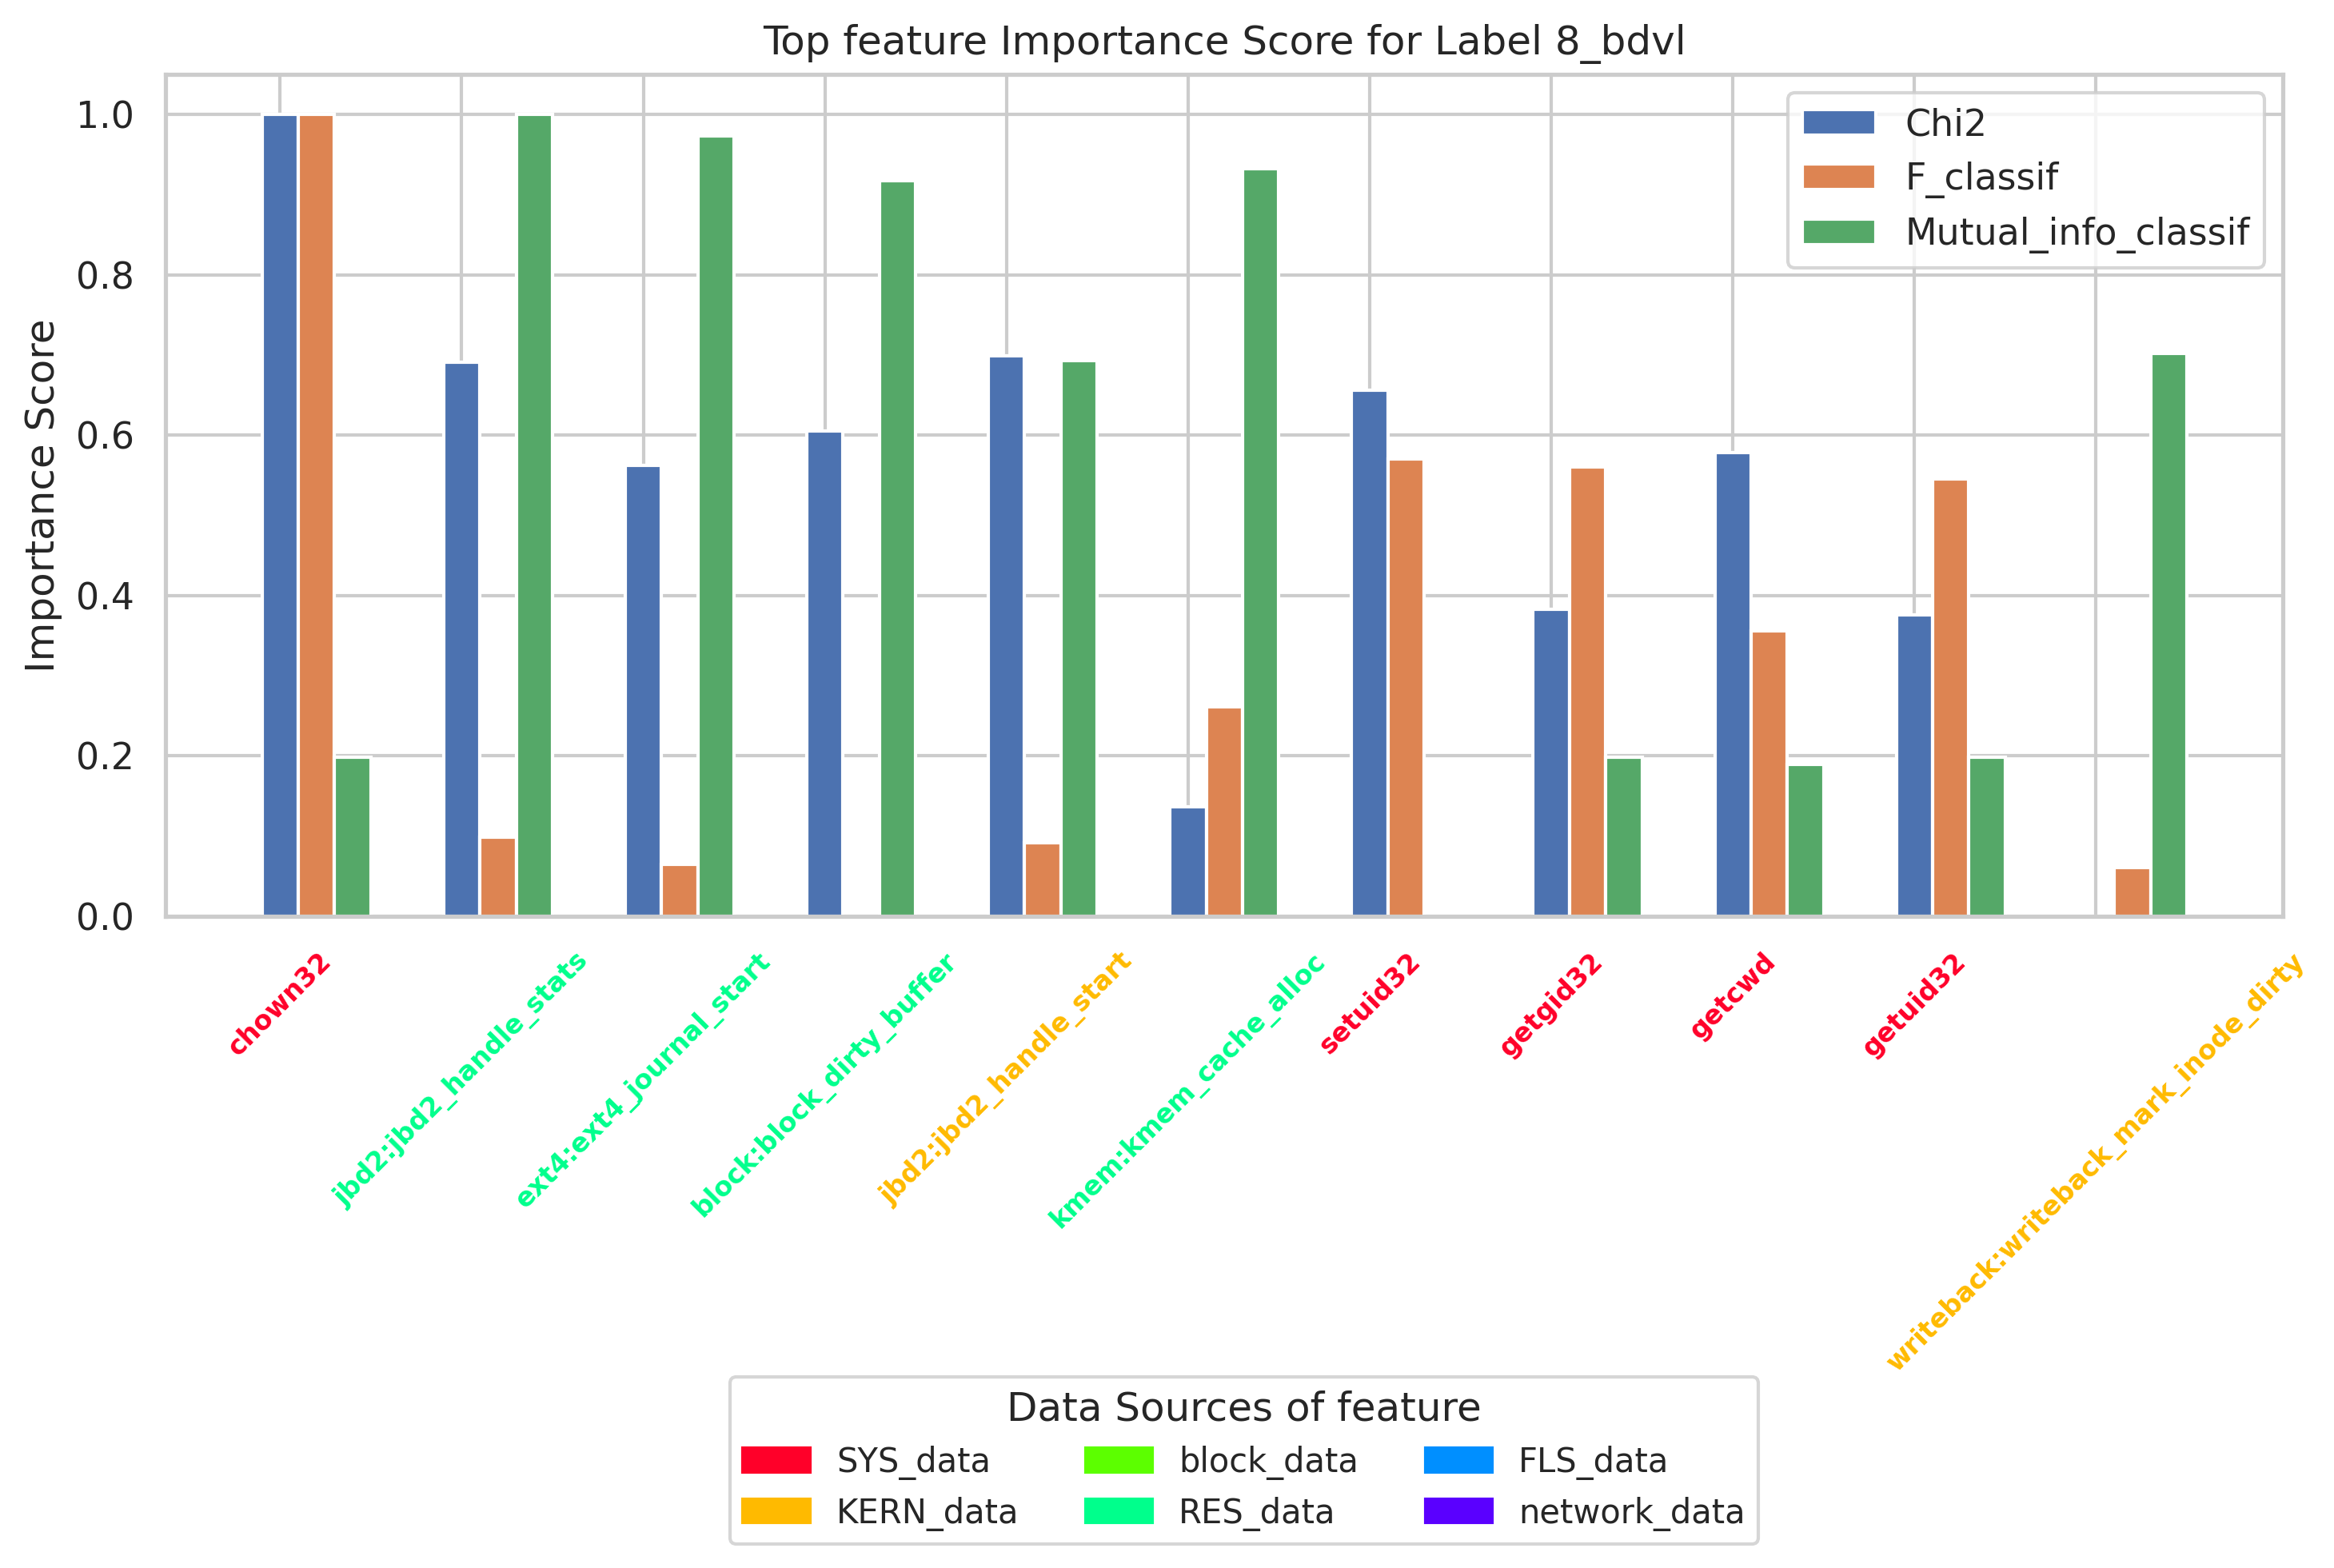 Top feature Importance Score for Label 8_bdvl
Importance Score
1.0
0.8
0.6
0.4
0.2
0.0
Chi2
F_classif
Mutual_info_classif
chown32
jbd2:jbd2_handle_stats
ext4:ext4_journal_start
block:block_dirty_buffer
jbd2:jbd2_handle_start
kmem:kmem_cache_alloc
setuid32
getgid32
getcwd
getuid32
writeback:writeback_mark_inode_dirty
Data Sources of feature
SYS_data
KERN_data
block_data
RES_data
FLS_data
network_data